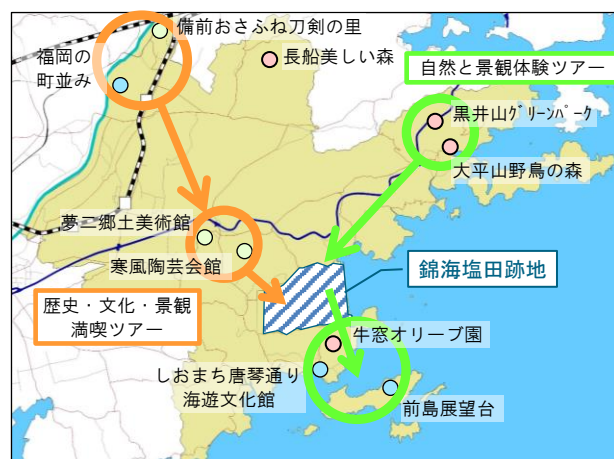 備前おさふね刀剣の里
福岡の
町並み
長船美しい森
自然と景観体験ツアー
黒井山グリーンパーク
大平山野鳥の森
夢二郷土美術館
寒風陶芸会館
錦海塩田跡地
歴史・文化・景観
満喫ツアー
牛窓オリーブ園
しおまち唐琴通り
海遊文化館
前島展望台